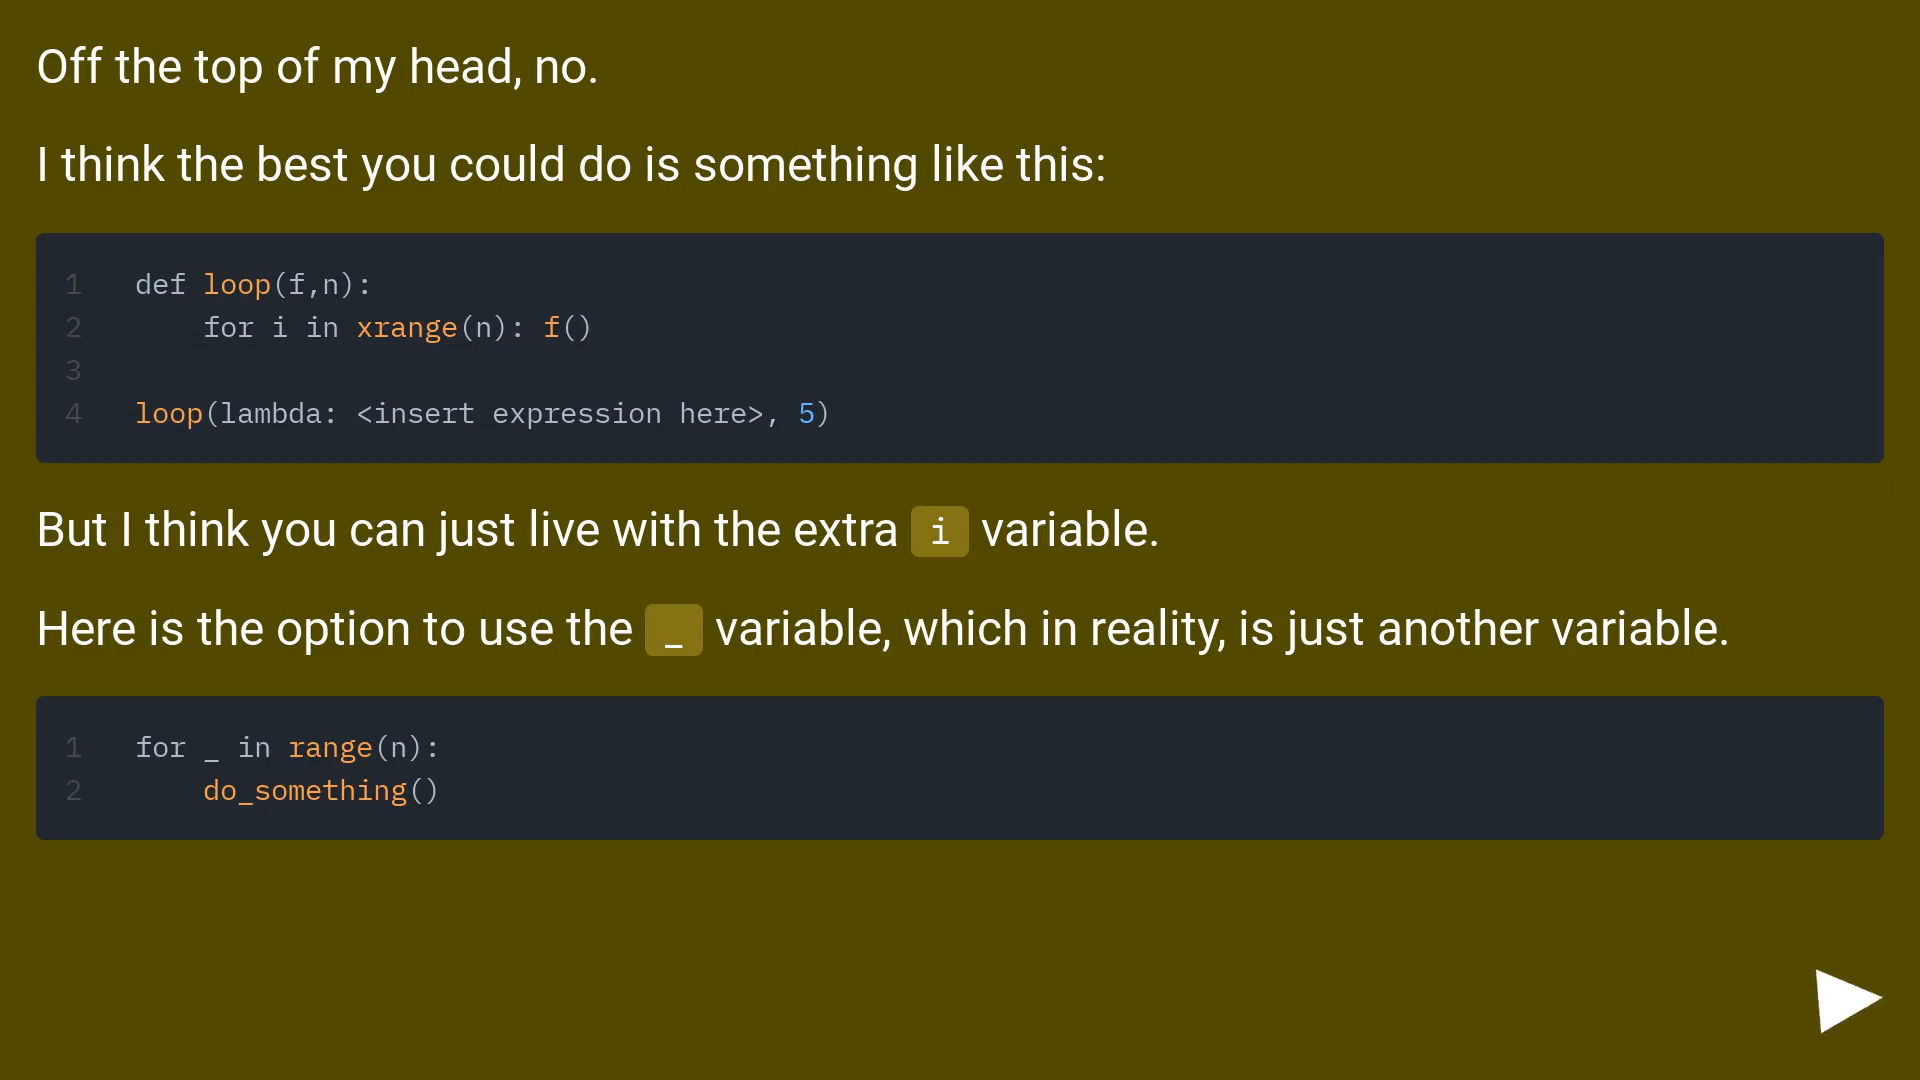 Off the top of my head, no.
I think the best you could do is something like this:
1 def loop(f,n):
2 for i in xrange(n): f()
3
4 loop(lambda: <insert expression here>, 5)
But I think you can just live with the extra i variable.
Here is the option to use the _ variable, which in reality, is just another variable.
1 for _ in range(n):
2 do_something()